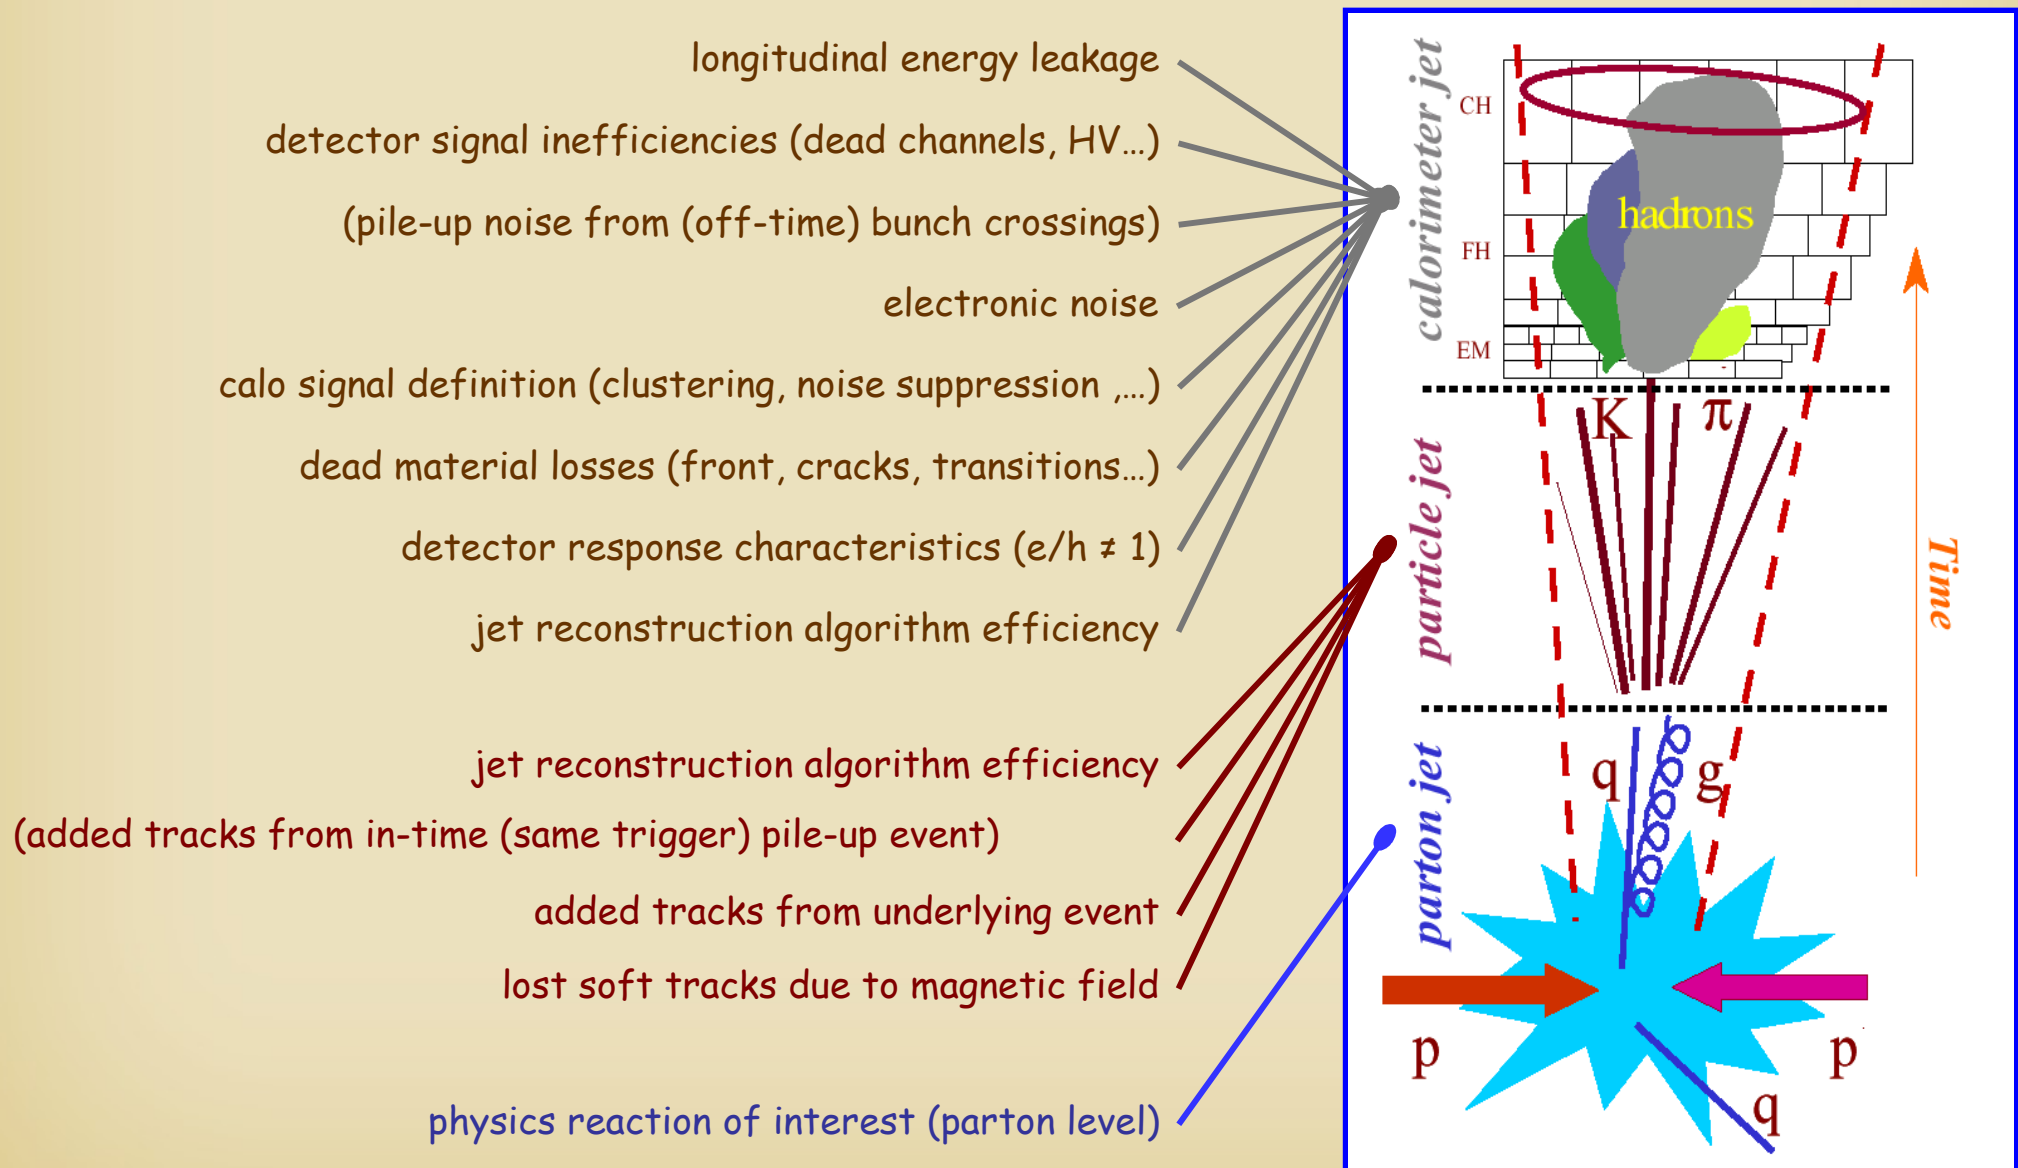 longitudinal energy leakage
detector signal inefficiencies (dead channels, HV…)
(pile-up noise from (off-time) bunch crossings)
electronic noise
calo signal definition (clustering, noise suppression ,…)
dead material losses (front, cracks, transitions…)
detector response characteristics (e/h ≠ 1)
jet reconstruction algorithm efficiency
jet reconstruction algorithm efficiency
(added tracks from in-time (same trigger) pile-up event)
added tracks from underlying event
lost soft tracks due to magnetic field
physics reaction of interest (parton level)
calorimeter jet
CH
hadrons
FH
EM
particle jet
K
π
Time
parton jet
q
g
p
p
q